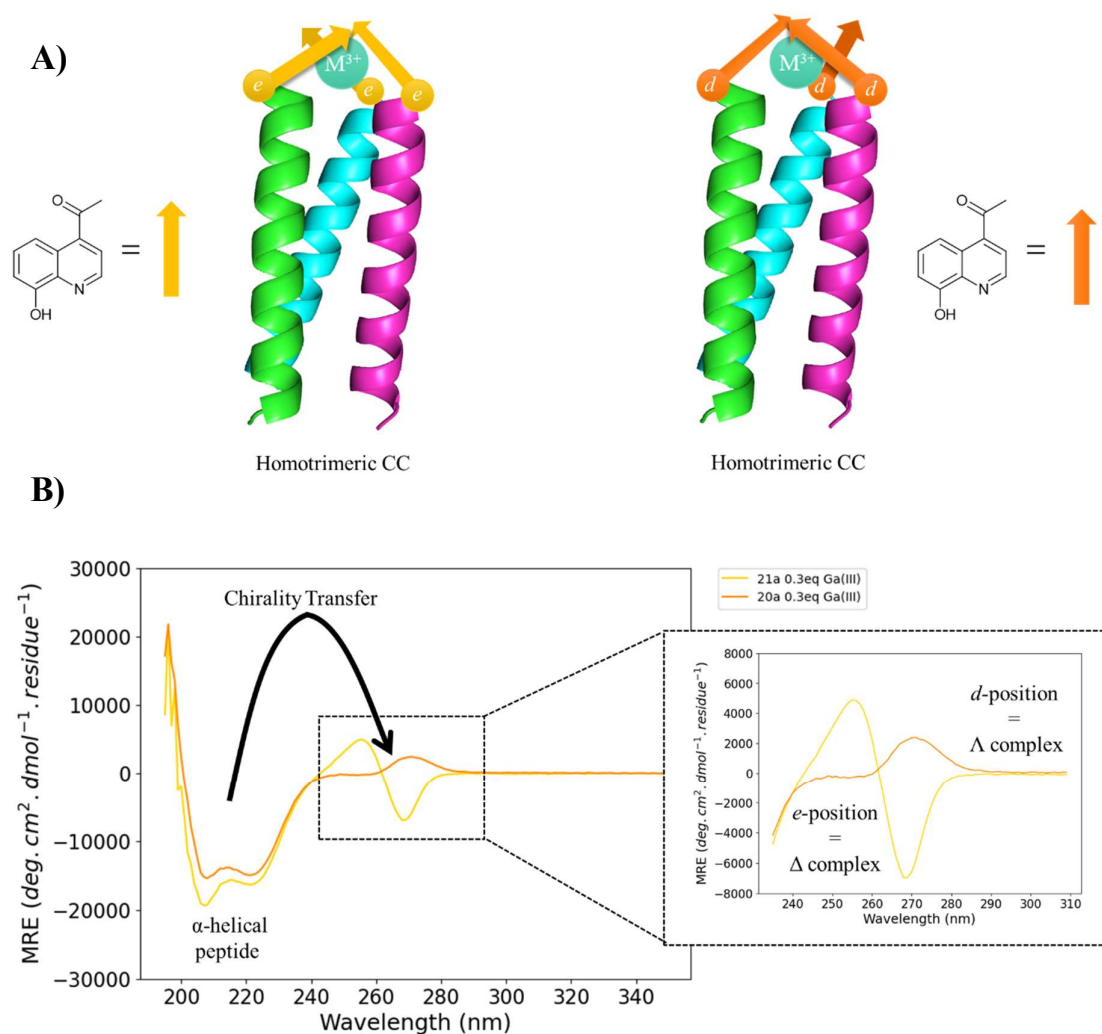 A)
M³⁺
e
e
e
M³⁺
d
d
d
O
N
OH
=
O
N
OH
=
Homotrimeric CC
Homotrimeric CC
B)
30000
20000
10000
0
−10000
−20000
−30000
MRE (deg. cm². dmol⁻¹. residue⁻¹)
Chirality Transfer
α-helical
peptide
200
220
240
260
280
300
320
340
Wavelength (nm)
21a 0.3eq Ga(III)
20a 0.3eq Ga(III)
8000
6000
4000
2000
0
−2000
−4000
−6000
−8000
MRE (deg. cm². dmol⁻¹. residue⁻¹)
d-position
=
Λ complex
e-position
=
Δ complex
240
250
260
270
280
290
300
310
Wavelength (nm)